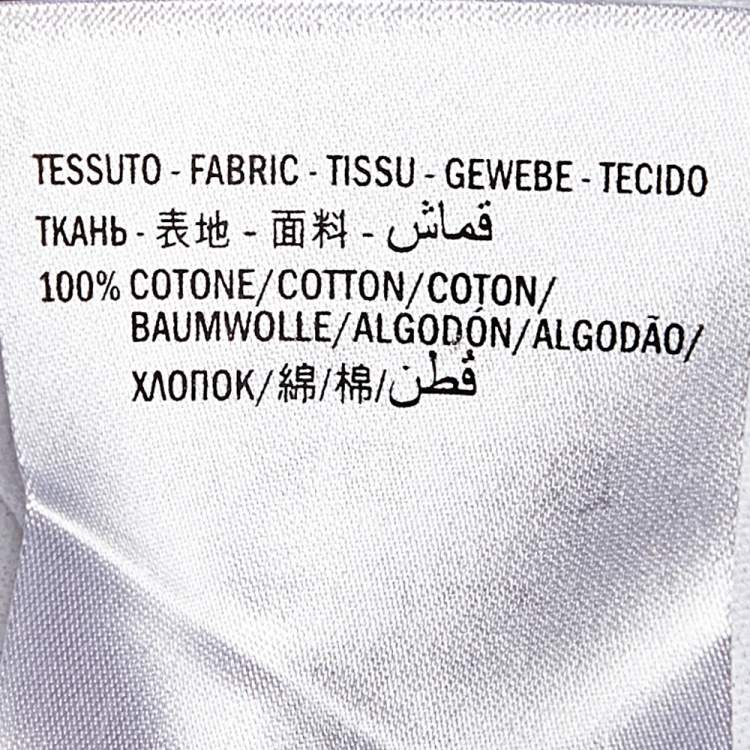 TESSUTO - FABRIC - TISSU - GEWEBE - TECIDO
ТКАНЬ - 表地 - 面料 - قماش
100% COTONE/COTTON/COTON/
BAUMWOLLE/ALGODÓN/ALGODÃO/
ХЛОПОК/綿/棉/قُطن